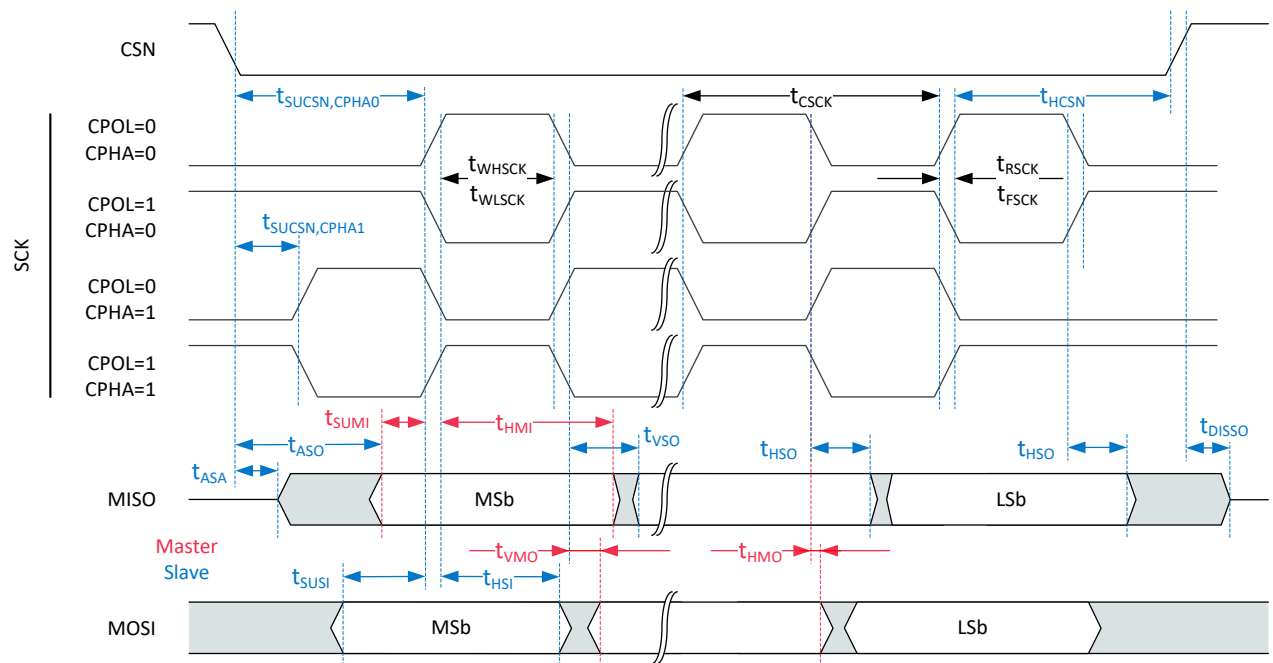 CSN
tSUCSN,CPHA0
tCSCK
tHCSN
SCK
CPOL=0
CPHA=0
tWHSCK
tWLSCK
tRSCK
tFSCK
CPOL=1
CPHA=0
tSUCSN,CPHA1
CPOL=0
CPHA=1
CPOL=1
CPHA=1
tSUMI
tHMI
tASO
tVSO
tHSO
tHSO
tDISSO
tASA
MISO
MSb
LSb
Master
Slave
tVMO
tHMO
tSUSI
tHSI
MOSI
MSb
LSb